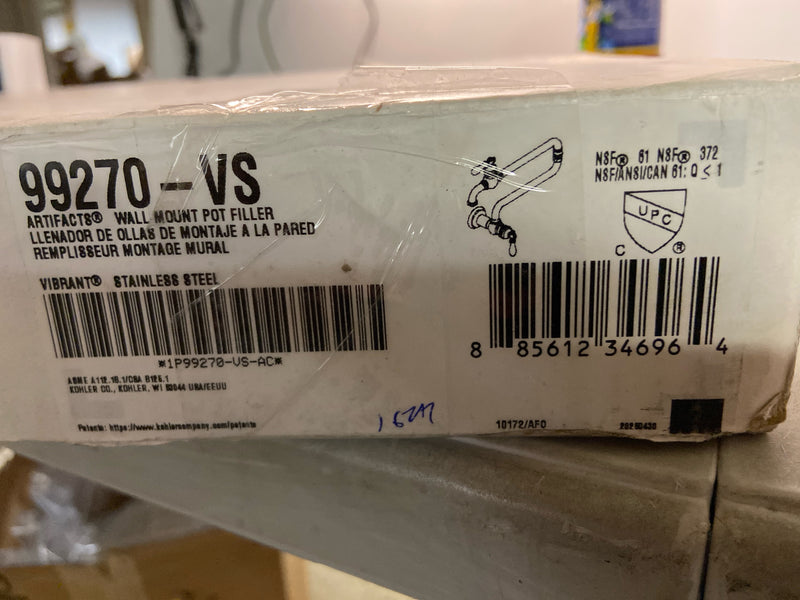 99270-VS
ARTIFACTS® WALL MOUNT POT FILLER
LLENADOR DE OLLAS DE MONTAJE A LA PARED
REMPLISSEUR MONTAGE MURAL
VIBRANT® STAINLESS STEEL
*1P99270-VS-AC*
ASME A112.18.1/CSA B125.1
KOHLER CO., KOHLER, WI 53044 USA/EEUU
Patents: https://www.kohlercompany.com/patents
NSF® 61 NSF® 372
NSF/ANSI/CAN 61: Q ≤ 1
UPC
C ®
8 85612 34696 4
10172/AFO